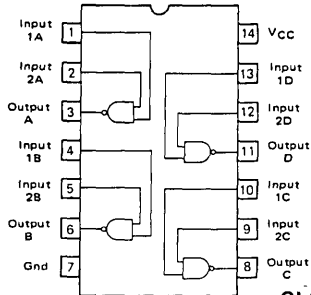 Input
1A
1
14
VCC
Input
2A
2
13
Input
1D
Output
A
3
12
Input
2D
Input
1B
4
11
Output
D
Input
2B
5
10
Input
1C
Output
B
6
9
Input
2C
Gnd
7
8
Output
C